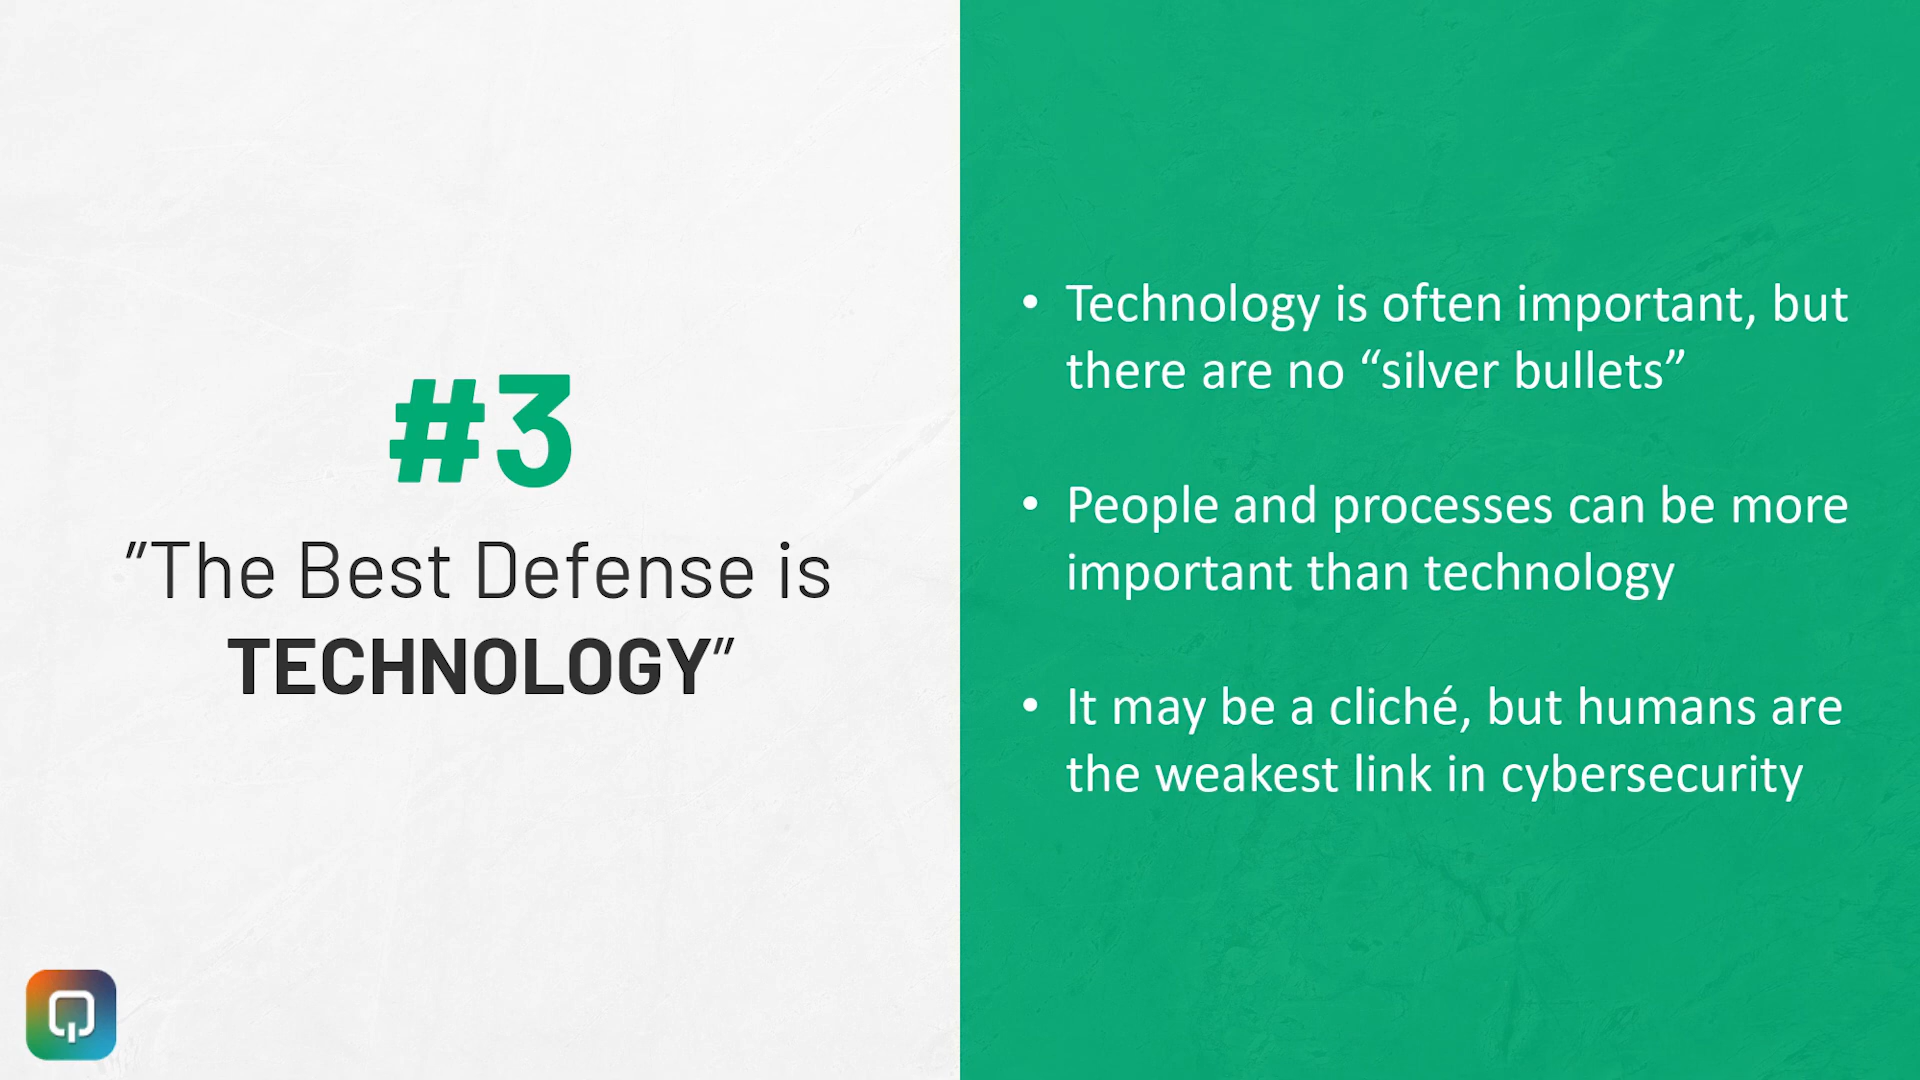 #3
"The Best Defense is
TECHNOLOGY"
• Technology is often important, but
there are no “silver bullets”
• People and processes can be more
important than technology
• It may be a cliché, but humans are
the weakest link in cybersecurity